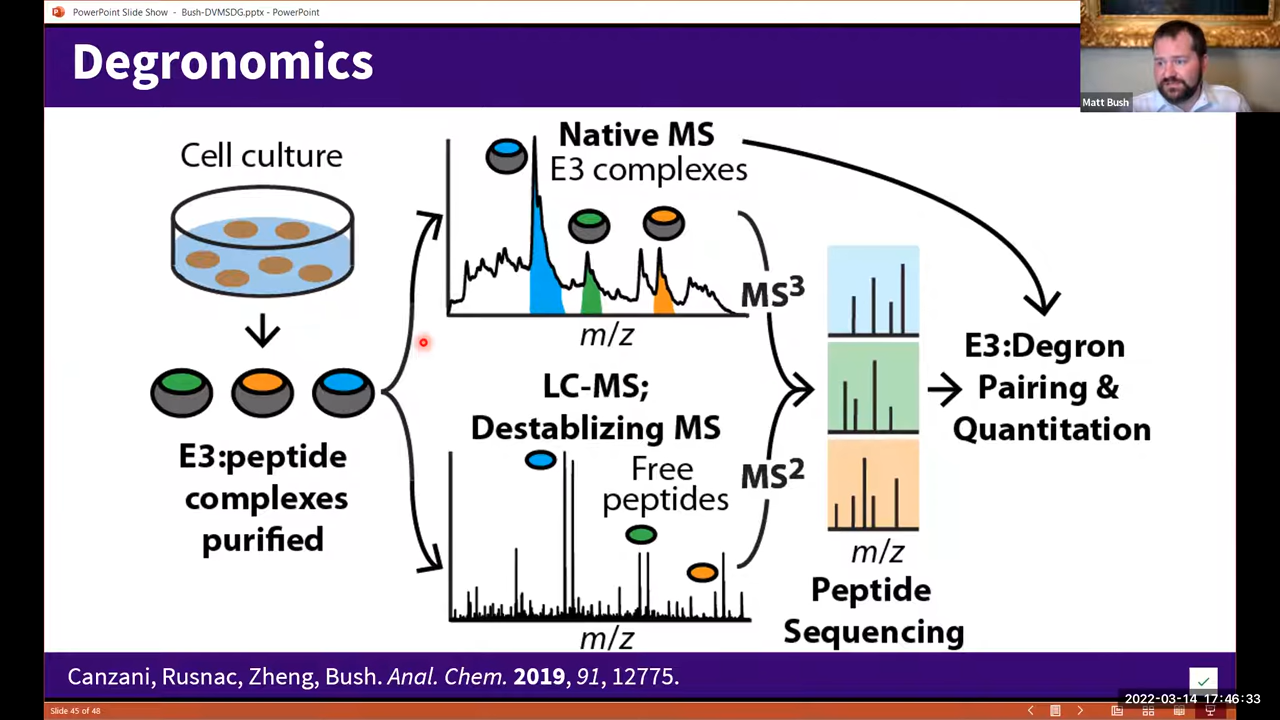 PowerPoint Slide Show - Bush-DVMSDG.pptx - PowerPoint
Degronomics
Matt Bush
Cell culture
E3:peptide
complexes
purified
Native MS
E3 complexes
m/z
LC-MS;
Destablizing MS
Free
peptides
m/z
MS³
MS²
m/z
Peptide
Sequencing
E3:Degron
Pairing &
Quantitation
Canzani, Rusnac, Zheng, Bush. Anal. Chem. 2019, 91, 12775.
2022-03-14 17:46:33
Slide 45 of 48